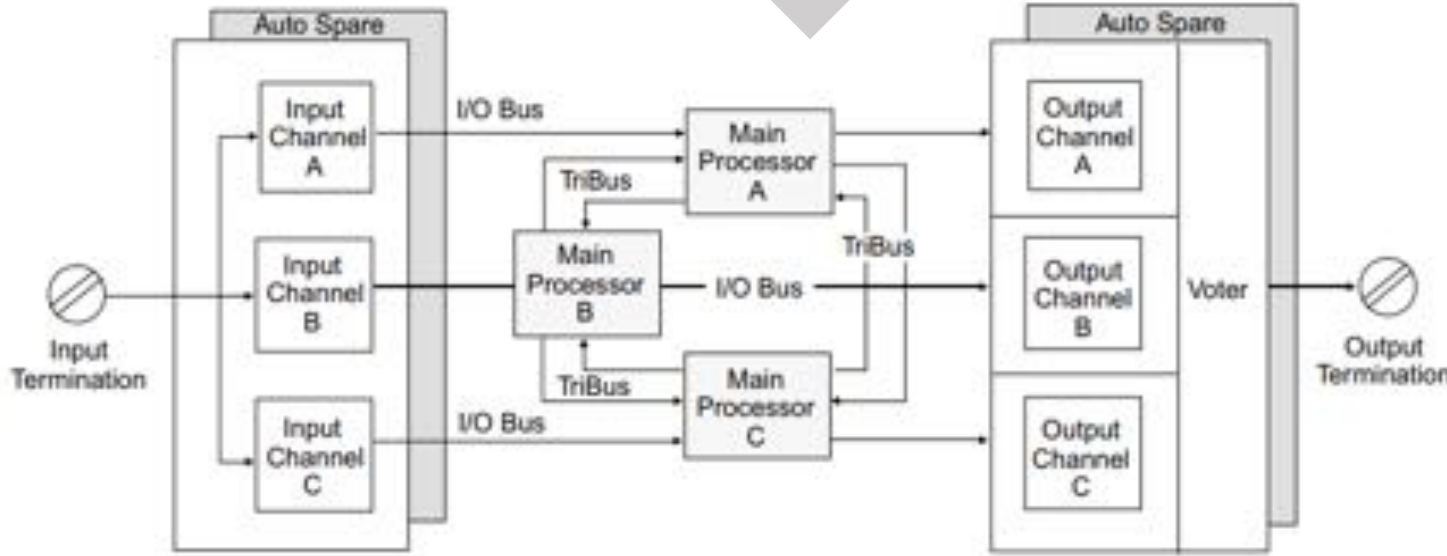 Auto Spare
Auto Spare
Input
Channel
A
I/O Bus
Main
Processor
A
Output
Channel
A
TriBus
TriBus
Input
Channel
B
Main
Processor
B
I/O Bus
Output
Channel
B
Voter
Input
Termination
Output
Termination
TriBus
Input
Channel
C
I/O Bus
Main
Processor
C
Output
Channel
C